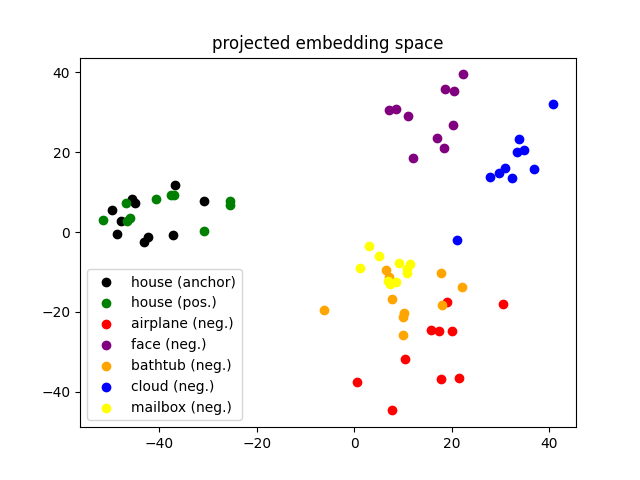 projected embedding space
40
20
0
−20
−40
house (anchor)
house (pos.)
airplane (neg.)
face (neg.)
bathtub (neg.)
cloud (neg.)
mailbox (neg.)
−40 −20 0 20 40